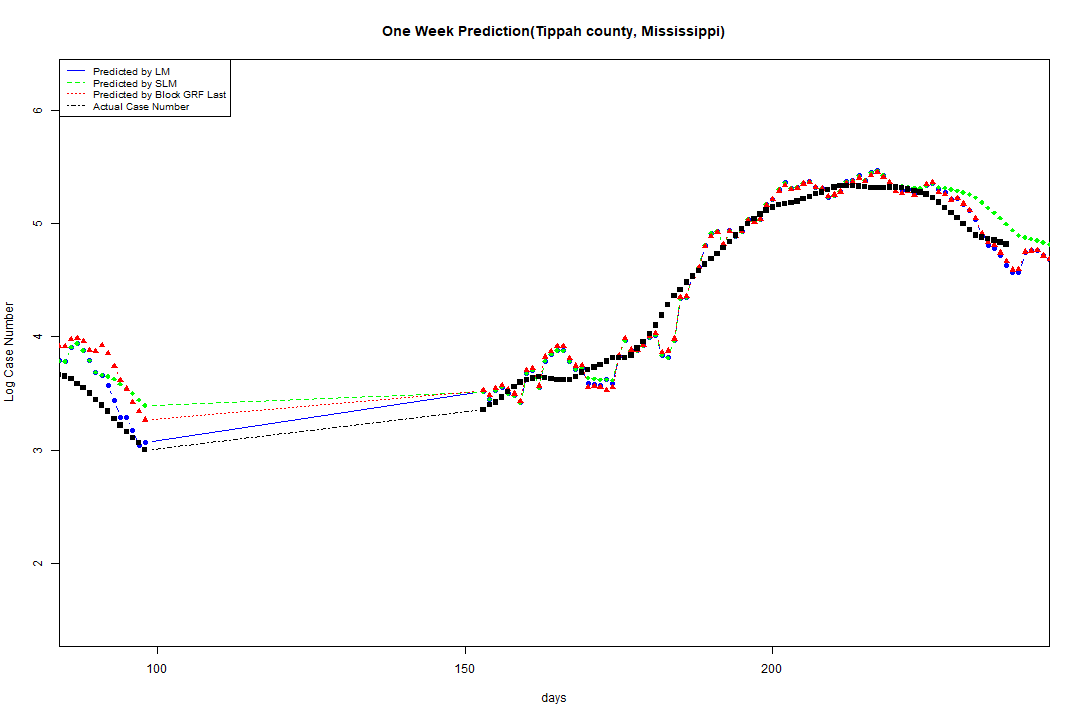 One Week Prediction(Tippah county, Mississippi)
Predicted by LM
Predicted by SLM
Predicted by Block GRF Last
Actual Case Number
6
5
4
3
2
Log Case Number
100
150
200
days